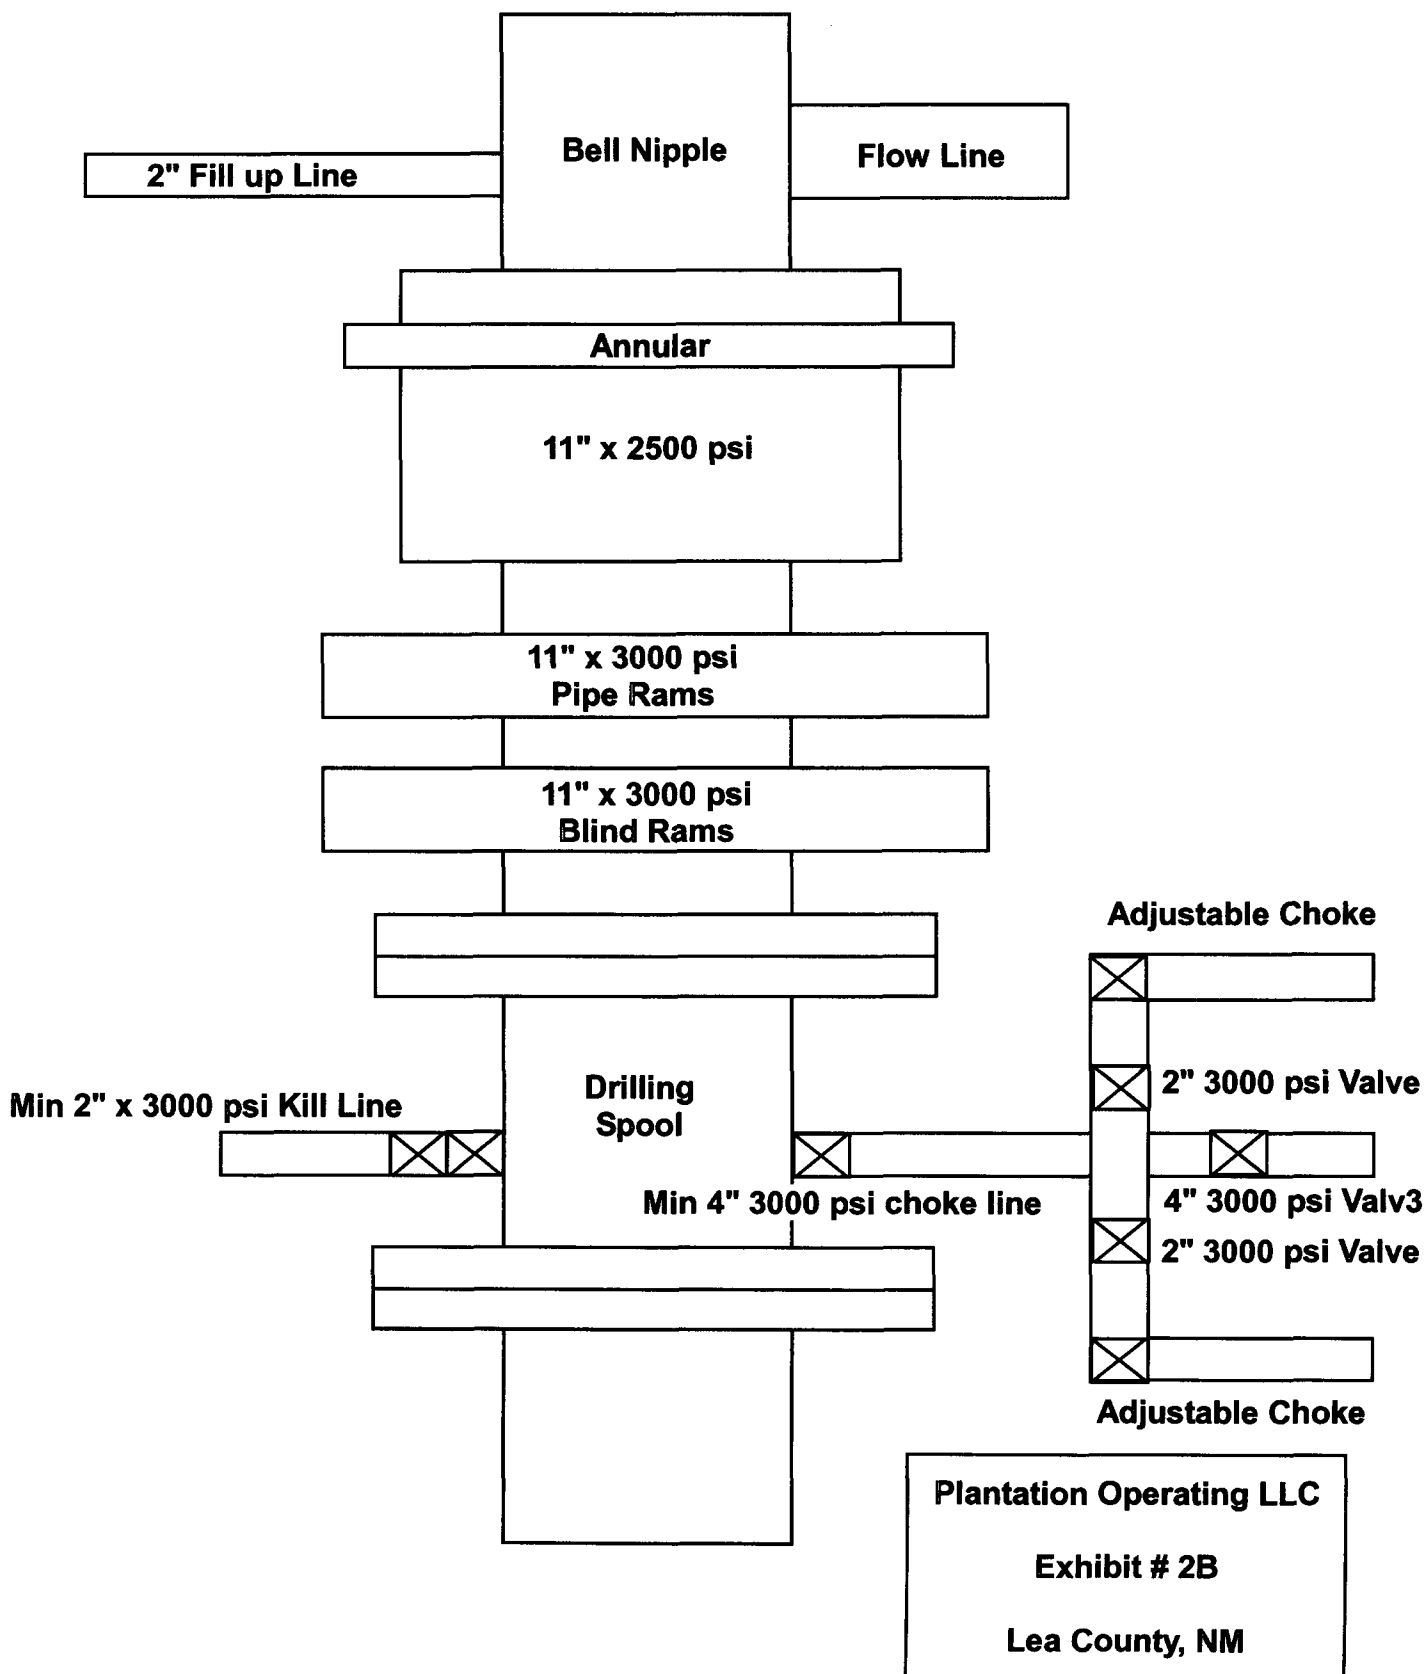 Bell Nipple
Flow Line
2" Fill up Line
Annular
11" x 2500 psi
11" x 3000 psi
Pipe Rams
11" x 3000 psi
Blind Rams
Adjustable Choke
Drilling
Spool
2" 3000 psi Valve
Min 2" x 3000 psi Kill Line
Min 4" 3000 psi choke line
4" 3000 psi Valv3
2" 3000 psi Valve
Adjustable Choke
Plantation Operating LLC
Exhibit # 2B
Lea County, NM